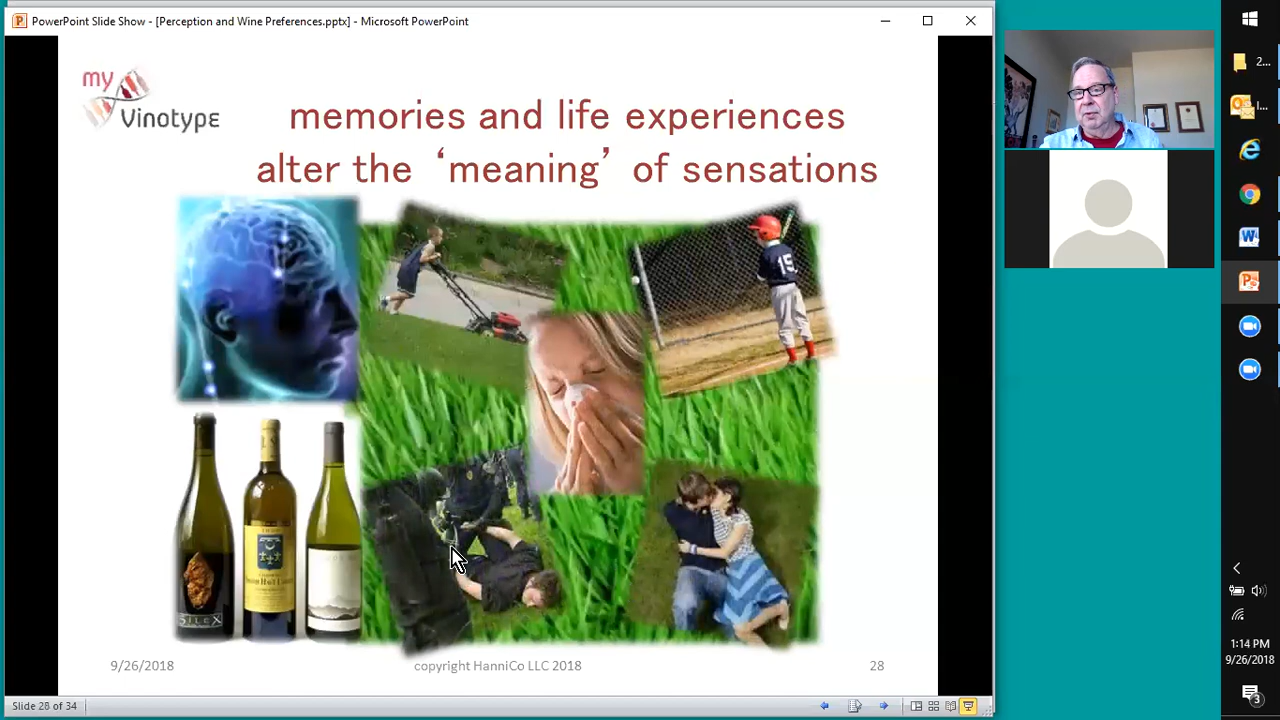 PowerPoint Slide Show - [Perception and Wine Preferences.pptx] - Microsoft PowerPoint
my
Vinotype
memories and life experiences
alter the ‘meaning’ of sensations
15
SILEX
9/26/2018
copyright HanniCo LLC 2018
28
Slide 28 of 34
2...
I...
1:14 PM
9/26/2018
3